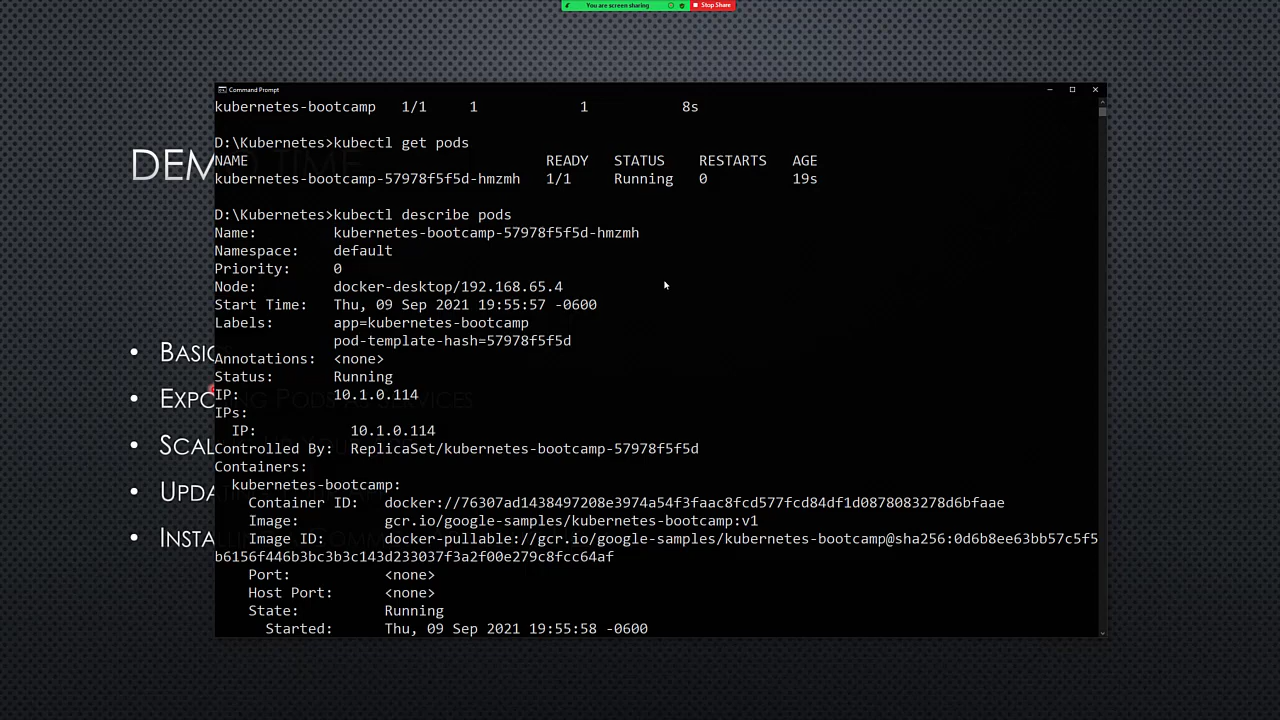 You are screen sharing
Stop Share
Command Prompt
kubernetes-bootcamp 1/1 1 1 8s
D:\Kubernetes>kubectl get pods
NAME READY STATUS RESTARTS AGE
kubernetes-bootcamp-57978f5f5d-hmzmh 1/1 Running 0 19s
D:\Kubernetes>kubectl describe pods
Name: kubernetes-bootcamp-57978f5f5d-hmzmh
Namespace: default
Priority: 0
Node: docker-desktop/192.168.65.4
Start Time: Thu, 09 Sep 2021 19:55:57 -0600
Labels: app=kubernetes-bootcamp
pod-template-hash=57978f5f5d
Annotations: <none>
Status: Running
IP: 10.1.0.114
IPs:
IP: 10.1.0.114
Controlled By: ReplicaSet/kubernetes-bootcamp-57978f5f5d
Containers:
kubernetes-bootcamp:
Container ID: docker://76307ad1438497208e3974a54f3faac8fcd577fcd84df1d0878083278d6bfaae
Image: gcr.io/google-samples/kubernetes-bootcamp:v1
Image ID: docker-pullable://gcr.io/google-samples/kubernetes-bootcamp@sha256:0d6b8ee63bb57c5f5
b6156f446b3bc3b3c143d233037f3a2f00e279c8fcc64af
Port: <none>
Host Port: <none>
State: Running
Started: Thu, 09 Sep 2021 19:55:58 -0600
DEMO TIME
• BASICS
• EXPOSING PODS TO SERVICES